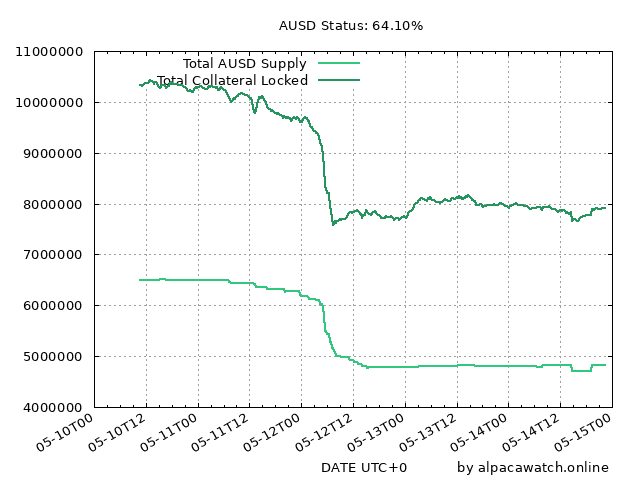 AUSD Status: 64.10%
11000000
10000000
9000000
8000000
7000000
6000000
5000000
4000000
Total AUSD Supply
Total Collateral Locked
05-10T00
05-10T12
05-11T00
05-11T12
05-12T00
05-12T12
05-13T00
05-13T12
05-14T00
05-14T12
05-15T00
DATE UTC+0
by alpacawatch.online